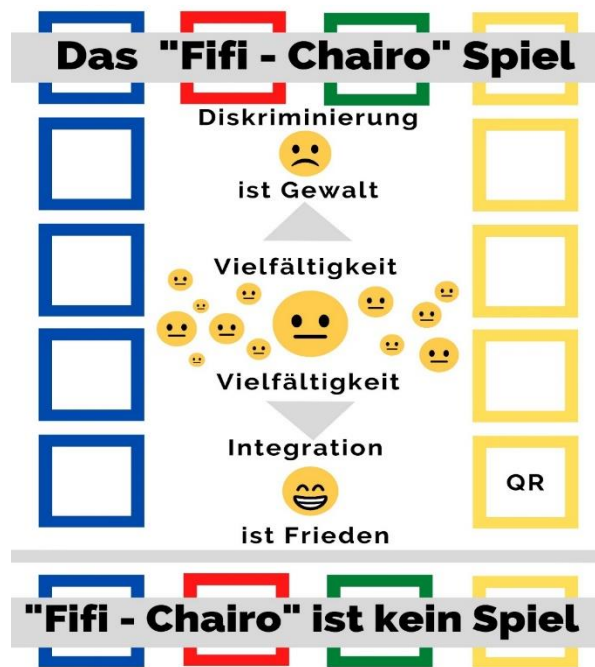 Das "Fifi - Chairo" Spiel
Diskriminierung
ist Gewalt
Vielfältigkeit
Vielfältigkeit
Integration
ist Frieden
QR
"Fifi - Chairo" ist kein Spiel